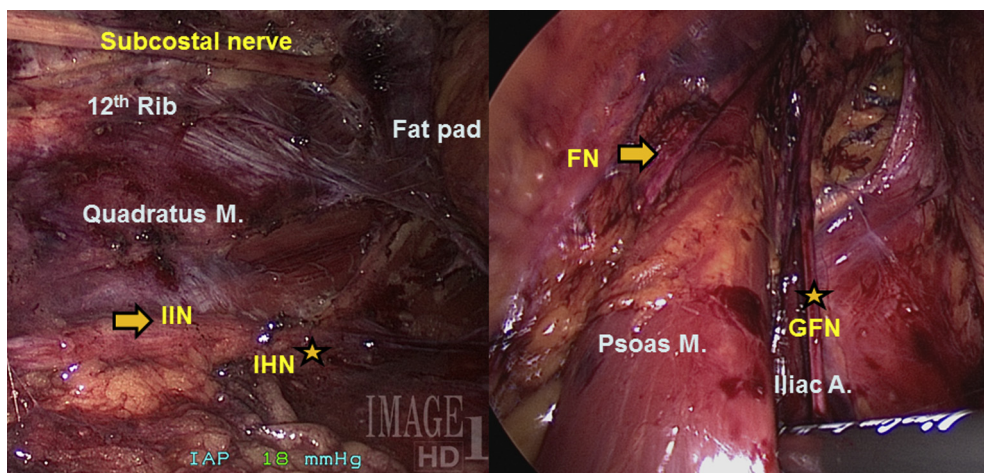 Subcostal nerve
12th Rib
Fat pad
Quadratus M.
IIN
IHN
IMAGE 1
HD
IAP 18 mmHg
FN
GFN
Psoas M.
Iliac A.